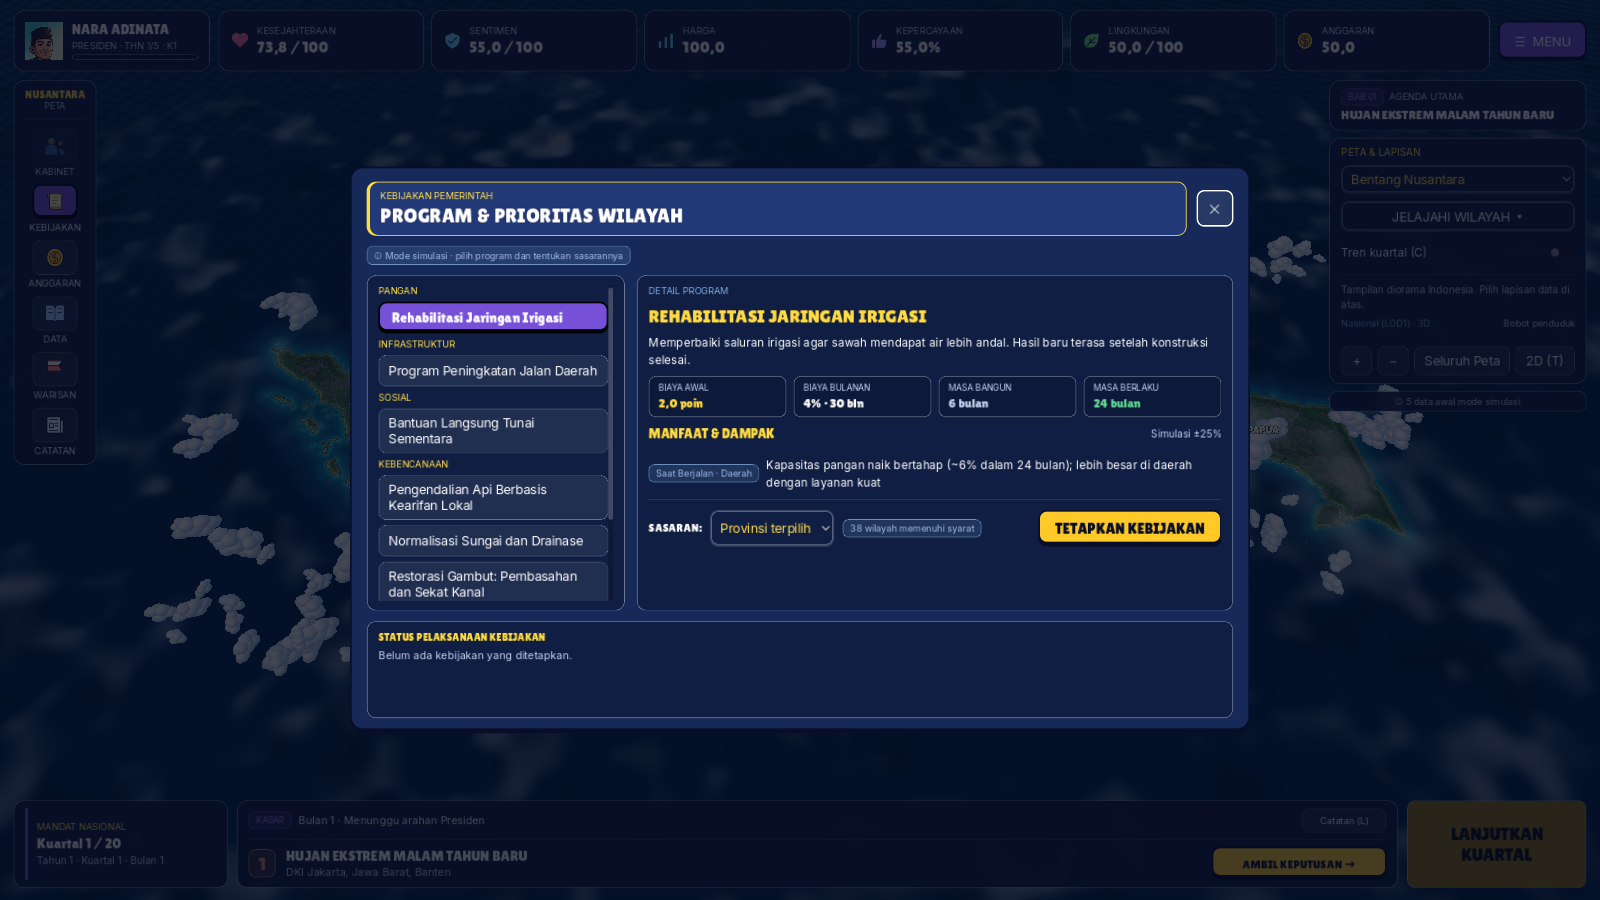 NARA ADINATA
PRESIDEN · THN 1/5 · K1
KESEJAHTERAAN
73,8 / 100
SENTIMEN
55,0 / 100
HARGA
100,0
KEPERCAYAAN
55,0%
LINGKUNGAN
50,0 / 100
ANGGARAN
50,0
☰ MENU
NUSANTARA
PETA
KABINET
KEBIJAKAN
ANGGARAN
DATA
WARISAN
CATATAN
KEBIJAKAN PEMERINTAH
PROGRAM & PRIORITAS WILAYAH
×
Mode simulasi · pilih program dan tentukan sasarannya
PANGAN
Rehabilitasi Jaringan Irigasi
INFRASTRUKTUR
Program Peningkatan Jalan Daerah
SOSIAL
Bantuan Langsung Tunai
Sementara
KEBENCANAAN
Pengendalian Api Berbasis
Kearifan Lokal
Normalisasi Sungai dan Drainase
Restorasi Gambut: Pembasahan
dan Sekat Kanal
DETAIL PROGRAM
REHABILITASI JARINGAN IRIGASI
Memperbaiki saluran irigasi agar sawah mendapat air lebih andal. Hasil baru terasa setelah konstruksi
selesai.
BIAYA AWAL
2,0 poin
BIAYA BULANAN
4% · 30 bln
MASA BANGUN
6 bulan
MASA BERLAKU
24 bulan
MANFAAT & DAMPAK
Simulasi ±25%
Saat Berjalan · Daerah
Kapasitas pangan naik bertahap (~6% dalam 24 bulan); lebih besar di daerah
dengan layanan kuat
SASARAN:
Provinsi terpilih
38 wilayah memenuhi syarat
TETAPKAN KEBIJAKAN
STATUS PELAKSANAAN KEBIJAKAN
Belum ada kebijakan yang ditetapkan.
BAB 01
AGENDA UTAMA
HUJAN EKSTREM MALAM TAHUN BARU
PETA & LAPISAN
Bentang Nusantara
JELAJAHI WILAYAH
Tren kuartal (C)
Tampilan diorama Indonesia. Pilih lapisan data di
atas.
Nasional (LOD1) · 3D
Bobot penduduk
+
−
Seluruh Peta
2D (T)
5 data awal mode simulasi
MANDAT NASIONAL
Kuartal 1 / 20
Tahun 1 · Kuartal 1 · Bulan 1
KABAR
Bulan 1 · Menunggu arahan Presiden
Catatan (L)
1
HUJAN EKSTREM MALAM TAHUN BARU
DKI Jakarta, Jawa Barat, Banten
AMBIL KEPUTUSAN →
LANJUTKAN
KUARTAL